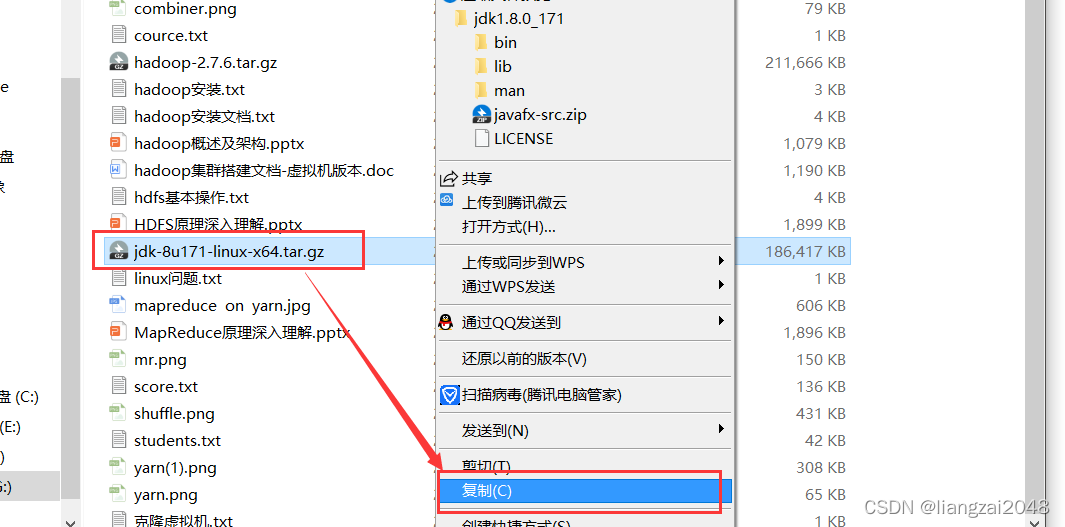 combiner.png
79 KB
cource.txt
1 KB
hadoop-2.7.6.tar.gz
211,666 KB
hadoop安装.txt
3 KB
hadoop安装文档.txt
4 KB
hadoop概述及架构.pptx
1,079 KB
hadoop集群搭建文档-虚拟机版本.doc
1,190 KB
hdfs基本操作.txt
4 KB
HDFS原理深入理解.pptx
1,899 KB
jdk-8u171-linux-x64.tar.gz
186,417 KB
linux问题.txt
1 KB
mapreduce on yarn.jpg
606 KB
MapReduce原理深入理解.pptx
1,896 KB
mr.png
150 KB
score.txt
136 KB
shuffle.png
431 KB
students.txt
42 KB
yarn(1).png
308 KB
yarn.png
65 KB
克隆虚拟机.txt
1 KB
e
盘
象
盘 (C:)
(E:)
)
G:)
jdk1.8.0_171
bin
lib
man
javafx-src.zip
LICENSE
共享
上传到腾讯微云
打开方式(H)...
上传或同步到WPS
通过WPS发送
通过QQ发送到
还原以前的版本(V)
扫描病毒(腾讯电脑管家)
发送到(N)
剪切(T)
复制(C)
创建快捷方式(S)
CSDN @liangzai2048